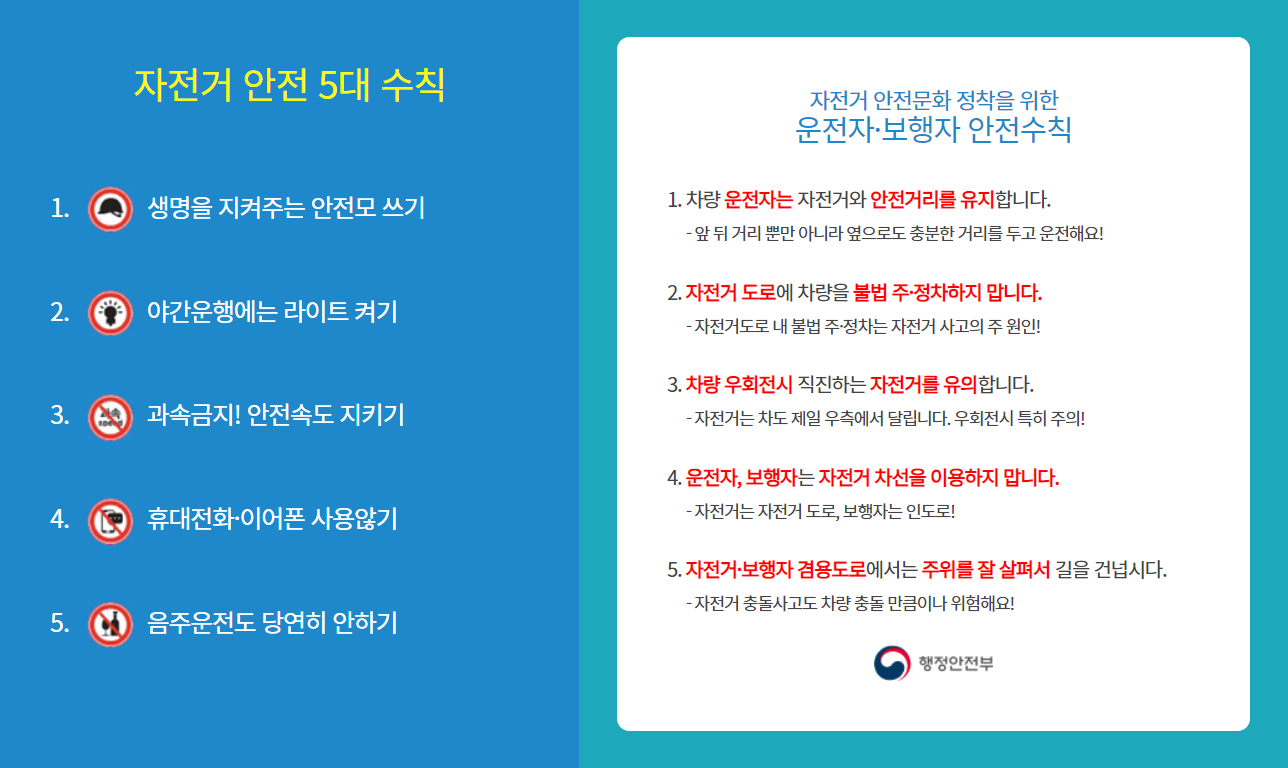 자전거 안전 5대 수칙
1. 생명을 지켜주는 안전모 쓰기
2. 야간운행에는 라이트 켜기
3. 과속 speed 과속금지! 안전속도 지키기
4. 휴대전화·이어폰 사용않기
5. 음주운전도 당연히 안하기
자전거 안전문화 정착을 위한
운전자·보행자 안전수칙
1. 차량 운전자는 자전거와 안전거리를 유지합니다.
- 앞 뒤 거리 뿐만 아니라 옆으로도 충분한 거리를 두고 운전해요!
2. 자전거 도로에 차량을 불법 주·정차하지 맙니다.
- 자전거도로 내 불법 주·정차는 자전거 사고의 주 원인!
3. 차량 우회전시 직진하는 자전거를 유의합니다.
- 자전거는 차도 제일 우측에서 달립니다. 우회전시 특히 주의!
4. 운전자, 보행자는 자전거 차선을 이용하지 맙니다.
- 자전거는 자전거 도로, 보행자는 인도로!
5. 자전거·보행자 겸용도로에서는 주위를 잘 살펴서 길을 건넙시다.
- 자전거 충돌사고도 차량 충돌 만큼이나 위험해요!
행정안전부